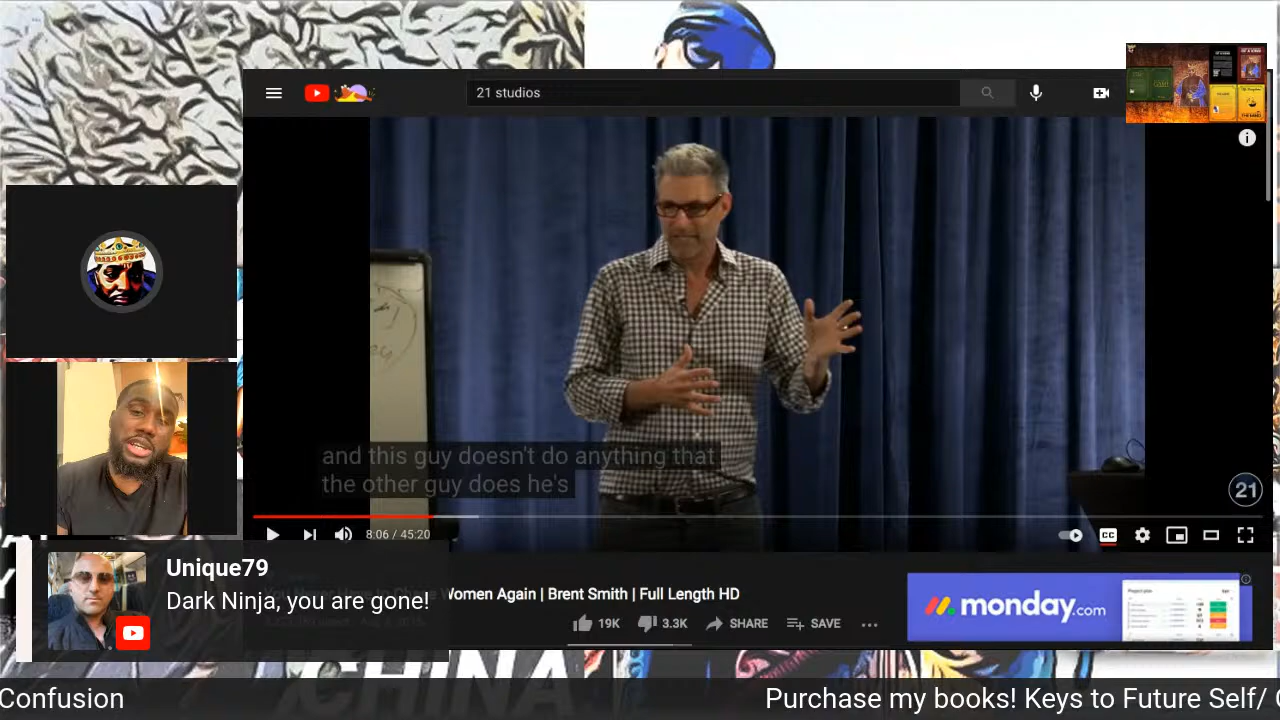 21 studios
and this guy doesn't do anything that
the other guy does he's
21
8:06 / 45:20
CC
Unique79
Dark Ninja, you are gone!
Women Again | Brent Smith | Full Length HD
19K
3.3K
SHARE
SAVE
monday.com
CHINA
Confusion
Purchase my books! Keys to Future Self/